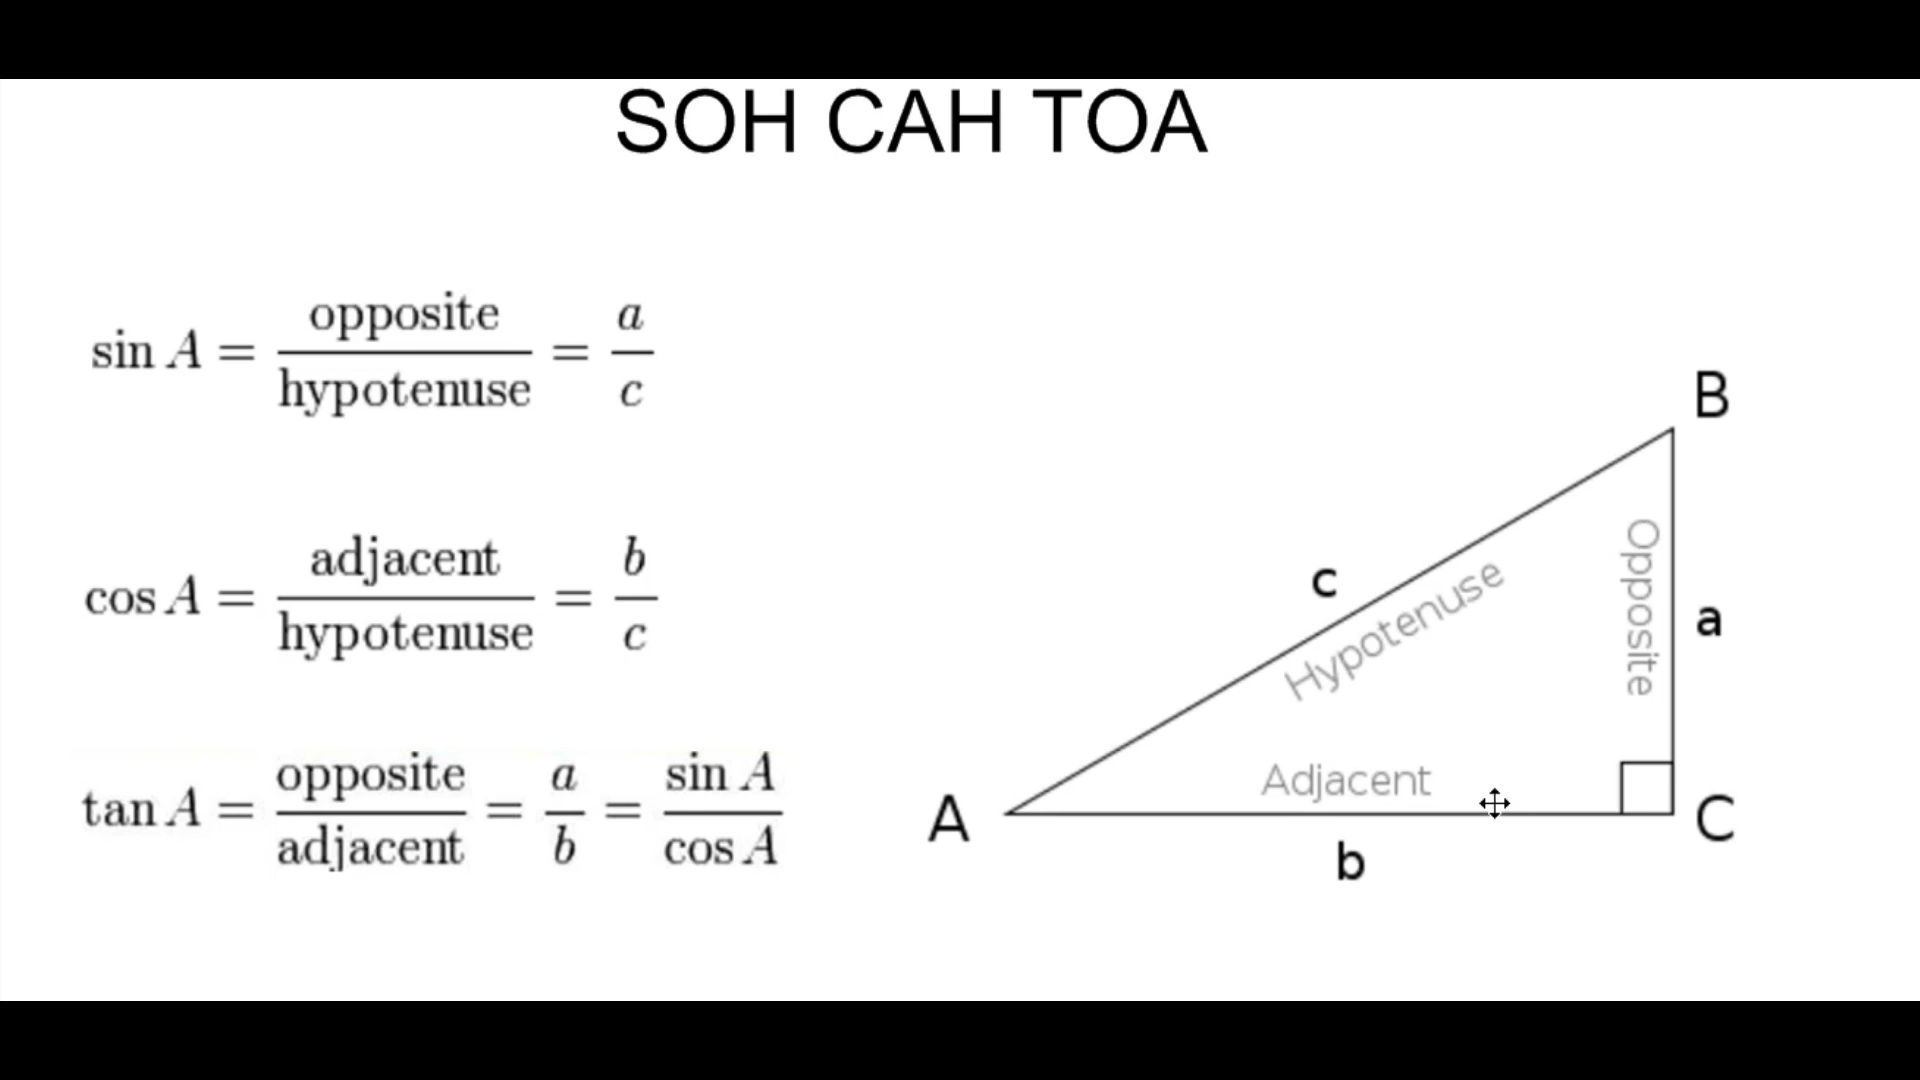 SOH CAH TOA
sin A = opposite / hypotenuse = a / c
cos A = adjacent / hypotenuse = b / c
tan A = opposite / adjacent = a / b = sin A / cos A
B
c
Hypotenuse
Opposite
a
Adjacent
A
C
b